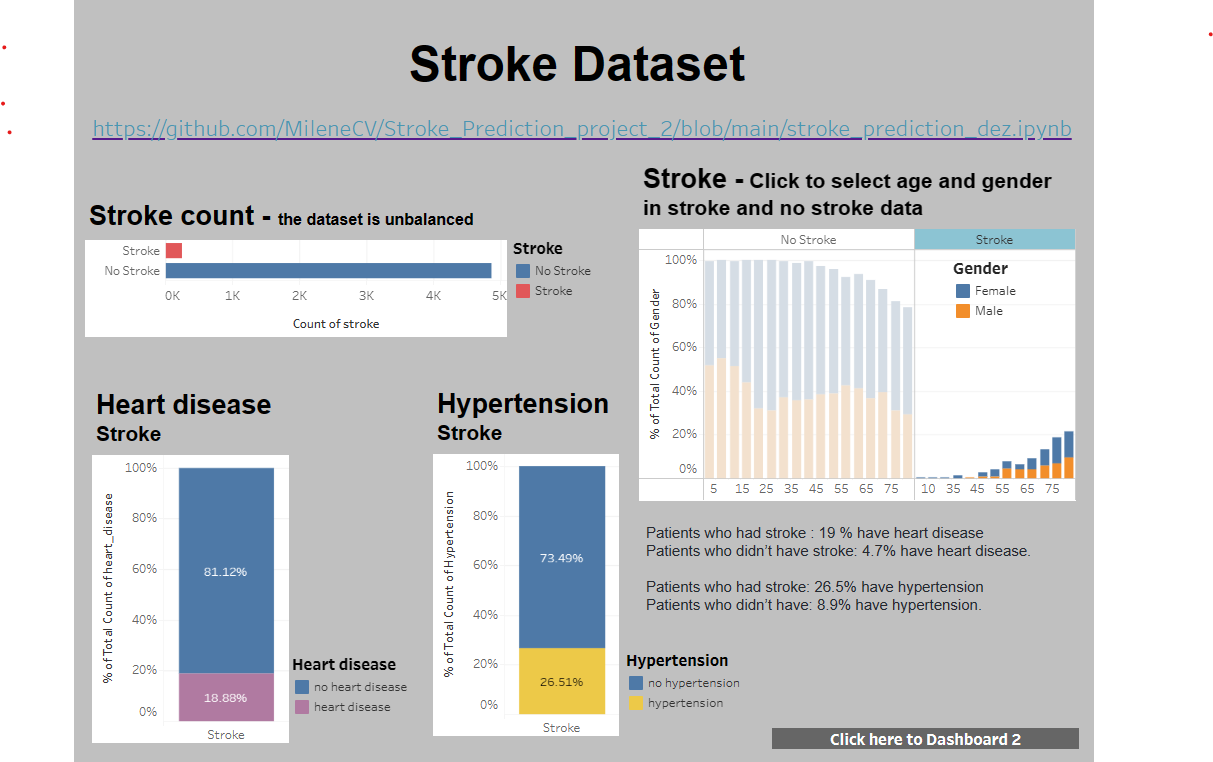 Stroke Dataset
https://github.com/MileneCV/Stroke_Prediction_project_2/blob/main/stroke_prediction_dez.ipynb
Stroke count - the dataset is unbalanced
Stroke
No Stroke
0K 1K 2K 3K 4K 5K
Count of stroke
Stroke
No Stroke
Stroke
Stroke - Click to select age and gender
in stroke and no stroke data
No Stroke Stroke
% of Total Count of Gender
100%
80%
60%
40%
20%
0%
5 15 25 35 45 55 65 75 10 35 45 55 65 75
Gender
Female
Male
Heart disease
Stroke
% of Total Count of heart_disease
100%
80%
60%
40%
20%
0%
81.12%
18.88%
Stroke
Heart disease
no heart disease
heart disease
Hypertension
Stroke
% of Total Count of Hypertension
100%
80%
60%
40%
20%
0%
73.49%
26.51%
Stroke
Hypertension
no hypertension
hypertension
Patients who had stroke : 19 % have heart disease
Patients who didn't have stroke: 4.7% have heart disease.
Patients who had stroke: 26.5% have hypertension
Patients who didn't have: 8.9% have hypertension.
Click here to Dashboard 2